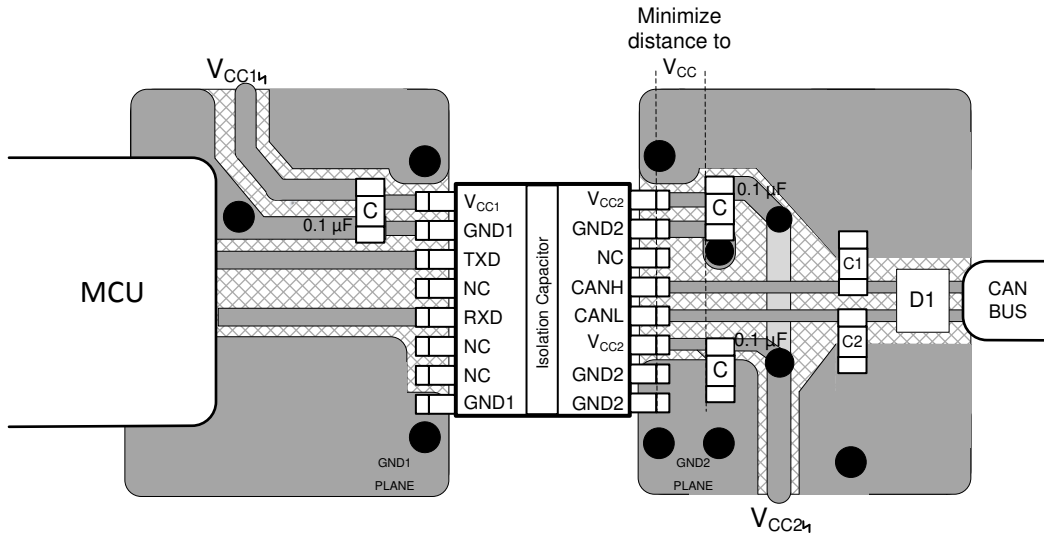 Minimize
distance to
VCC
VCC1
VCC2
MCU
C
0.1 µF
VCC1
GND1
TXD
NC
RXD
NC
NC
GND1
Isolation Capacitor
VCC2
GND2
NC
CANH
CANL
VCC2
GND2
GND2
C
0.1 µF
C
0.1 µF
C1
C2
D1
CAN
BUS
GND1
PLANE
GND2
PLANE